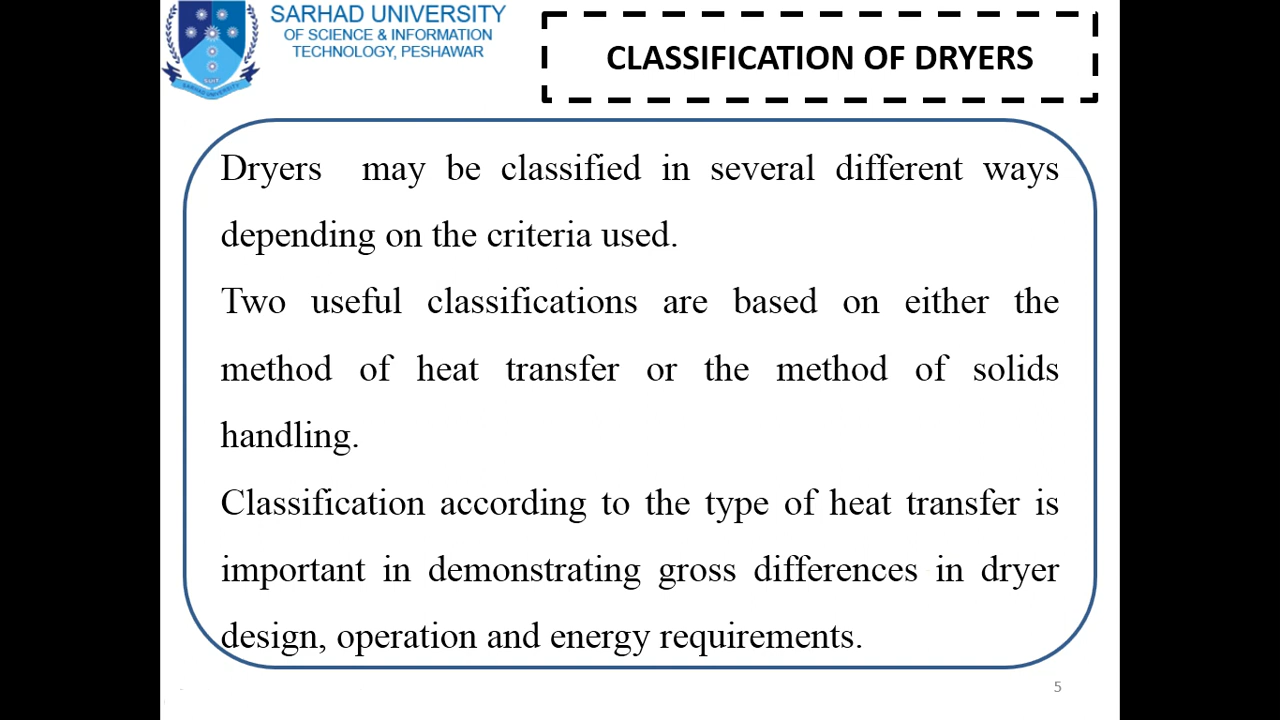 SARHAD UNIVERSITY
OF SCIENCE & INFORMATION
TECHNOLOGY, PESHAWAR
SUIT
SARHAD UNIVERSITY
CLASSIFICATION OF DRYERS
Dryers may be classified in several different ways
depending on the criteria used.
Two useful classifications are based on either the
method of heat transfer or the method of solids
handling.
Classification according to the type of heat transfer is
important in demonstrating gross differences in dryer
design, operation and energy requirements.
5